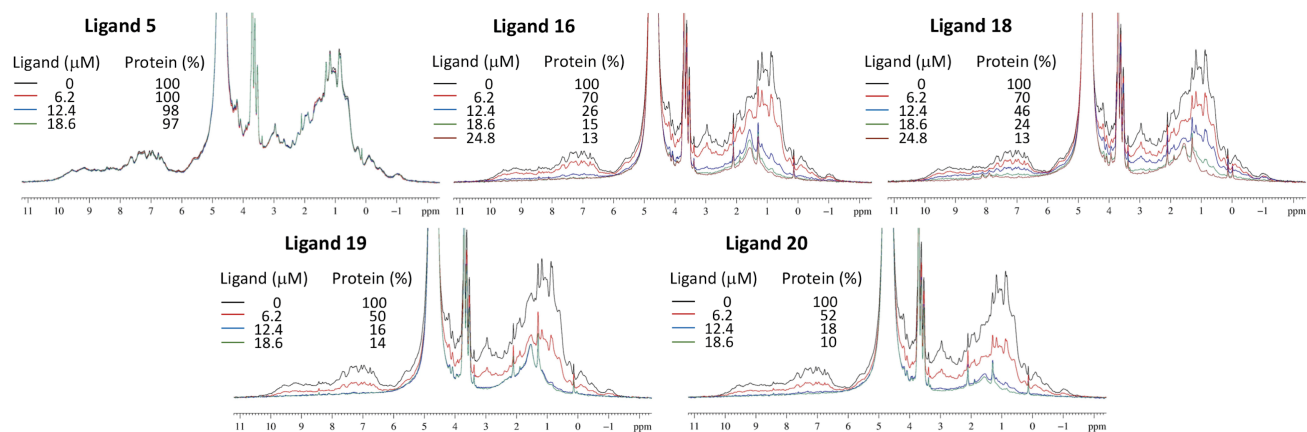 Ligand 5
Ligand (µM) Protein (%)
0 100
6.2 100
12.4 98
18.6 97
11 10 9 8 7 6 5 4 3 2 1 0 −1 ppm
Ligand 16
Ligand (µM) Protein (%)
0 100
6.2 70
12.4 26
18.6 15
24.8 13
11 10 9 8 7 6 5 4 3 2 1 0 −1 ppm
Ligand 18
Ligand (µM) Protein (%)
0 100
6.2 70
12.4 46
18.6 24
24.8 13
11 10 9 8 7 6 5 4 3 2 1 0 −1 ppm
Ligand 19
Ligand (µM) Protein (%)
0 100
6.2 50
12.4 16
18.6 14
11 10 9 8 7 6 5 4 3 2 1 0 −1 ppm
Ligand 20
Ligand (µM) Protein (%)
0 100
6.2 52
12.4 18
18.6 10
11 10 9 8 7 6 5 4 3 2 1 0 −1 ppm